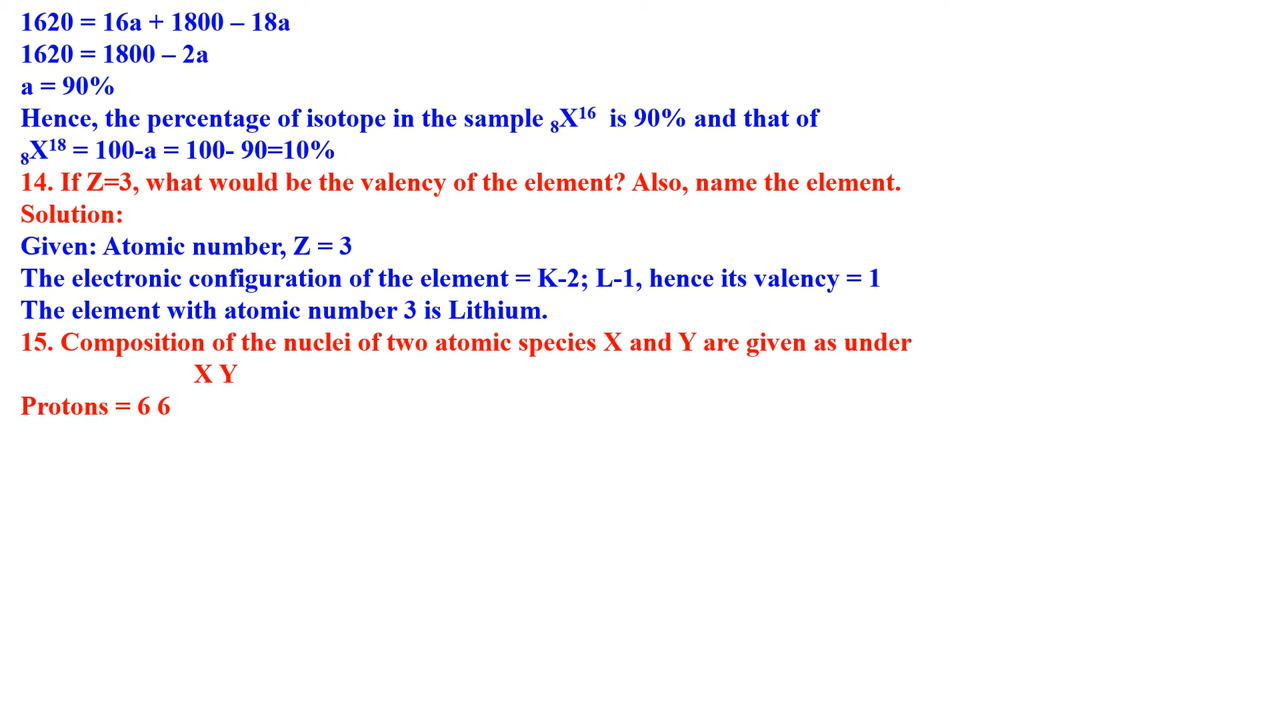 1620 = 16a + 1800 – 18a
1620 = 1800 – 2a
a = 90%
Hence, the percentage of isotope in the sample ₈X¹⁶ is 90% and that of
₈X¹⁸ = 100-a = 100- 90=10%
14. If Z=3, what would be the valency of the element? Also, name the element.
Solution:
Given: Atomic number, Z = 3
The electronic configuration of the element = K-2; L-1, hence its valency = 1
The element with atomic number 3 is Lithium.
15. Composition of the nuclei of two atomic species X and Y are given as under
X Y
Protons = 6 6